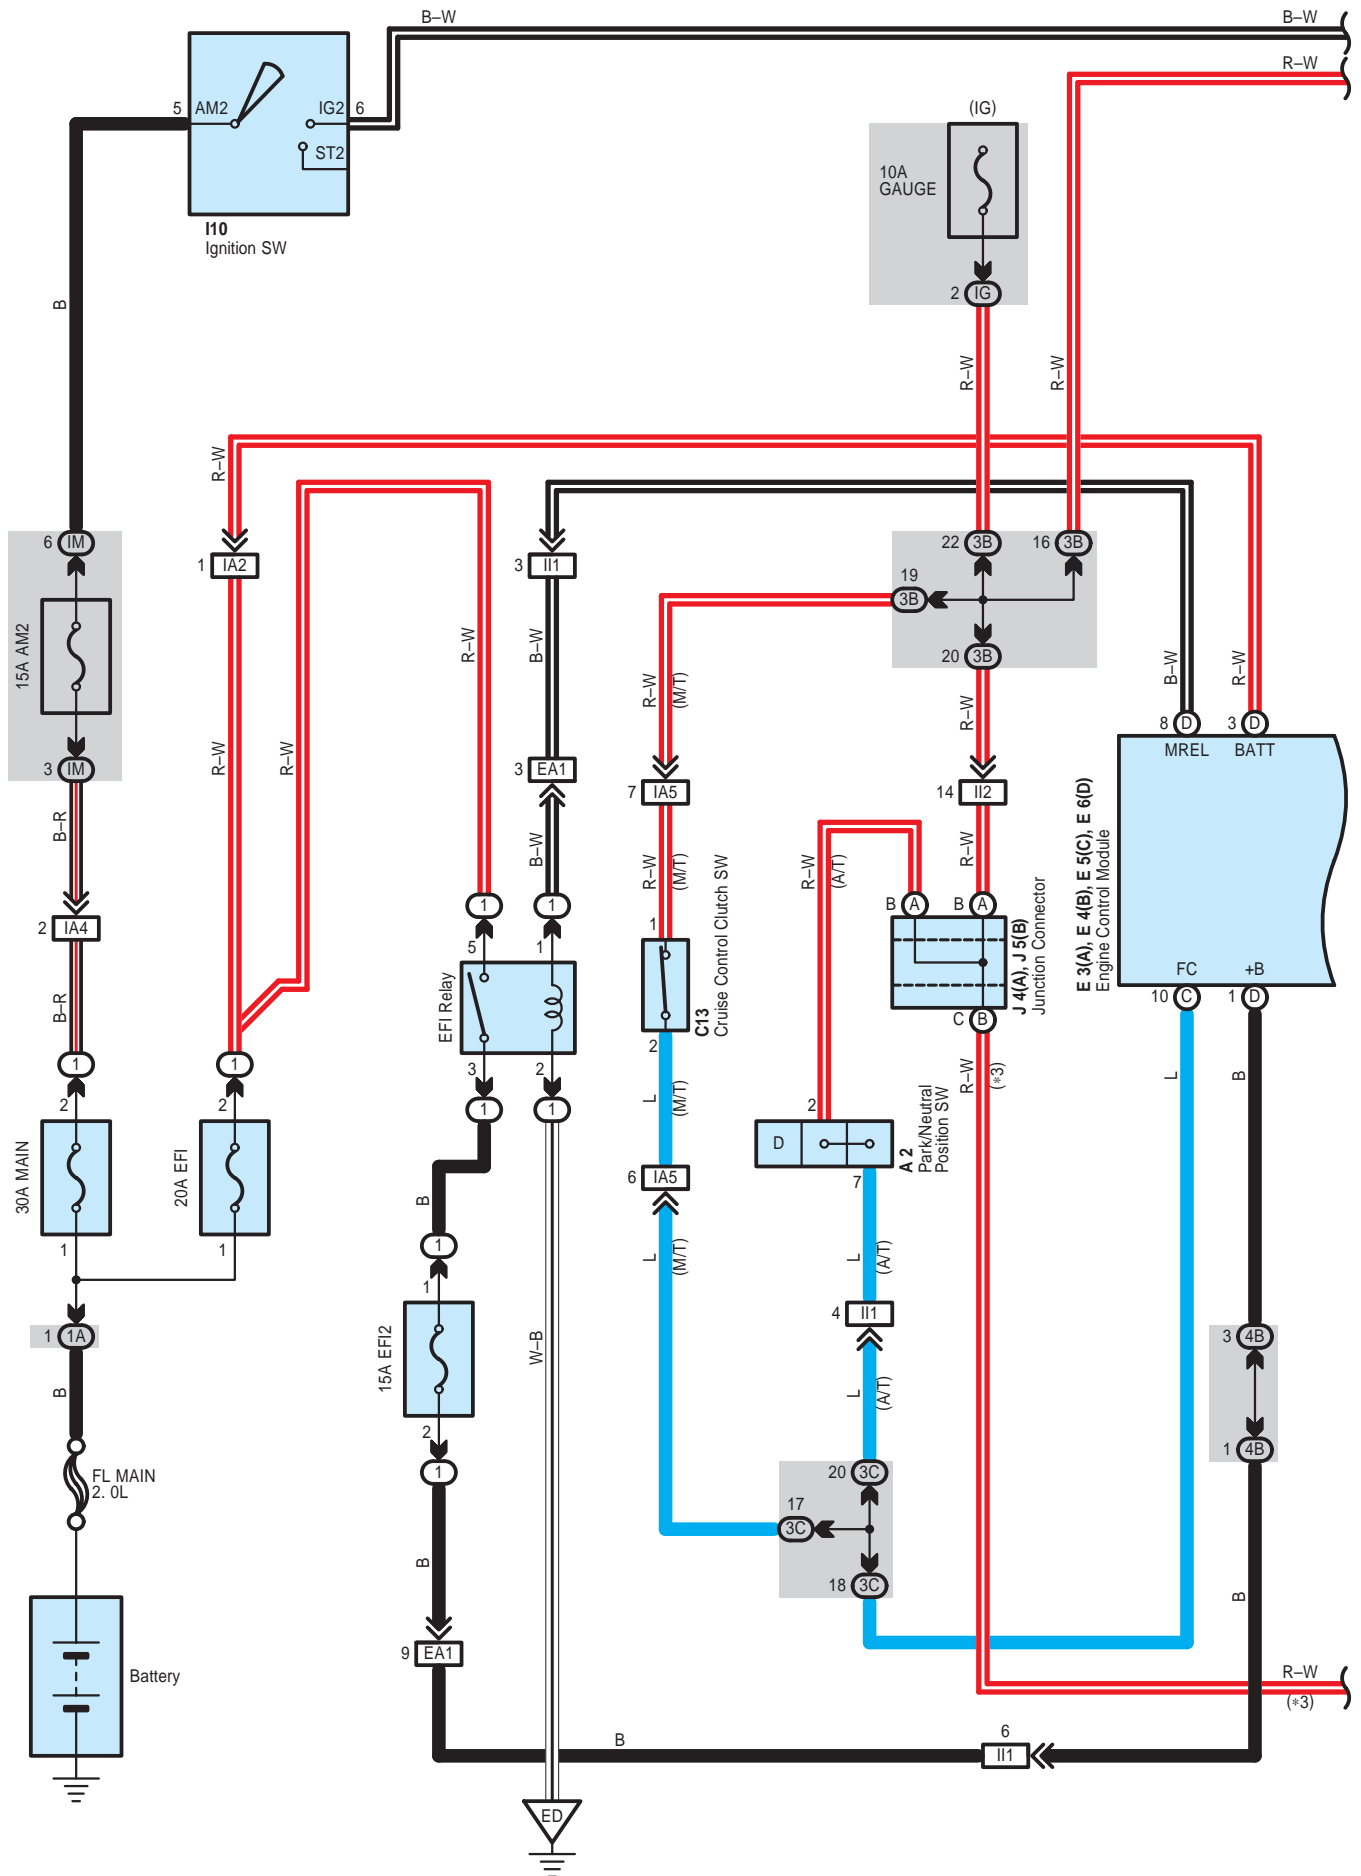 B–W
B–W
R–W
5
AM2
IG2
6
ST2
I10
Ignition SW
(IG)
10A
GAUGE
2
IG
B
R–W
R–W
R–W
6
IM
1
IA2
3
II1
22
3B
16
3B
19
3B
20
3B
15A AM2
R–W
B–W
R–W
(M/T)
R–W
B–W
R–W
8
D
3
D
MREL
BATT
3
IM
R–W
R–W
3
EA1
7
IA5
14
II2
B–R
B–W
R–W
(M/T)
R–W
(A/T)
R–W
2
IA4
1
1
B
A
B
A
1
5
1
EFI Relay
C13
Cruise Control Clutch SW
J 4(A), J 5(B)
Junction Connector
E 3(A), E 4(B), E 5(C), E 6(D)
Engine Control Module
FC
+B
10
C
1
D
B–R
C
B
1
1
2
2
3
2
2
1
1
L
(M/T)
R–W
(∗3)
L
B
30A MAIN
20A EFI
2
D
A 2
Park/Neutral
Position SW
7
6
IA5
B
1
1
1
1
L
(M/T)
L
(A/T)
4
II1
1
1A
15A EFI2
W–B
3
4B
B
L
(A/T)
2
1
4B
FL MAIN
2. 0L
1
20
3C
17
3C
18
3C
B
B
9
EA1
Battery
R–W
(∗3)
B
6
II1
ED